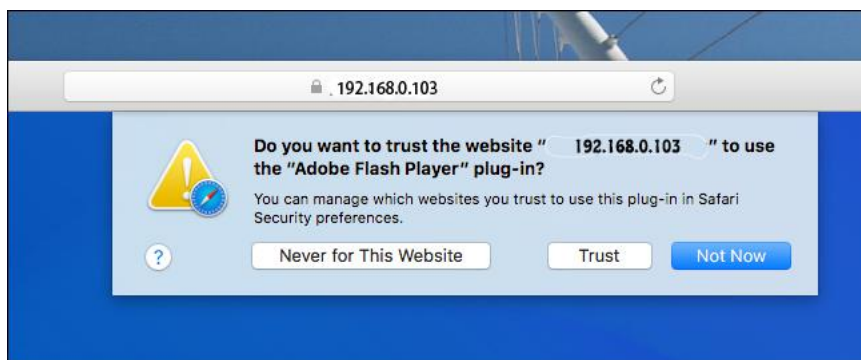 192.168.0.103
Do you want to trust the website “ 192.168.0.103 ” to use
the “Adobe Flash Player” plug-in?
You can manage which websites you trust to use this plug-in in Safari
Security preferences.
? Never for This Website Trust Not Now